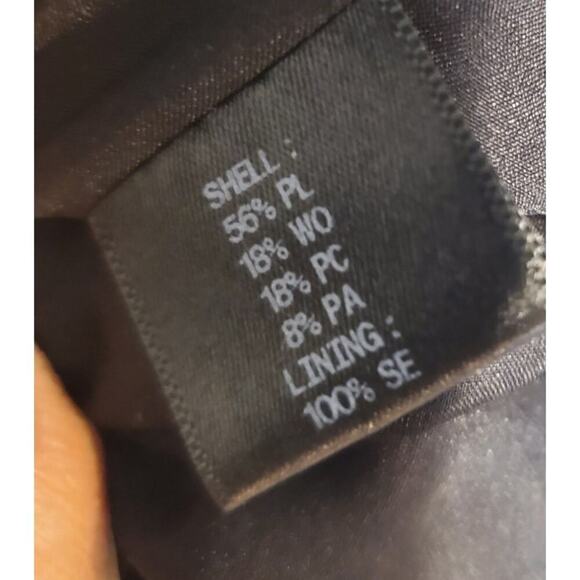 SHELL :
56% PL
18% WO
18% PC
8% PA
LINING :
100% SE